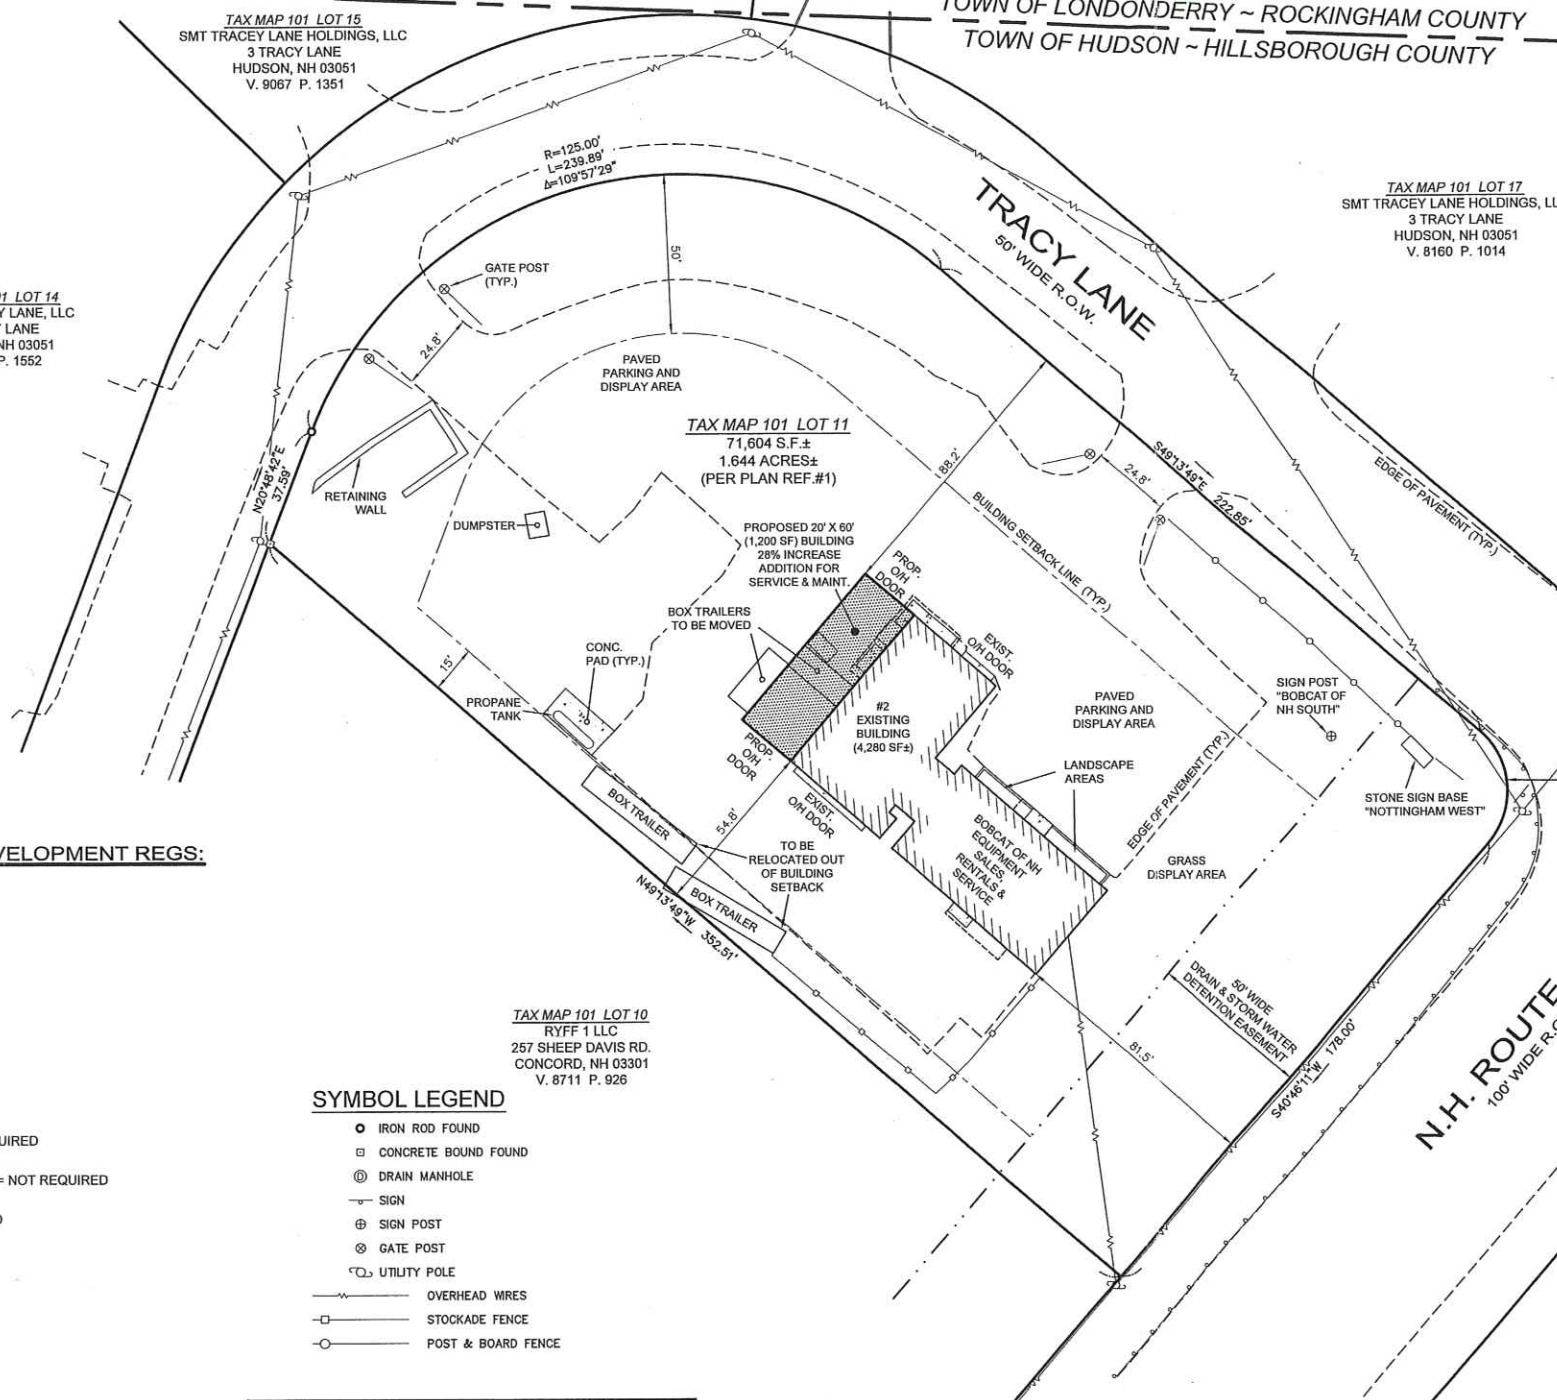 TOWN OF LONDONDERRY ~ ROCKINGHAM COUNTY
TOWN OF HUDSON ~ HILLSBOROUGH COUNTY
TAX MAP 101 LOT 15
SMT TRACEY LANE HOLDINGS, LLC
3 TRACY LANE
HUDSON, NH 03051
V. 9067 P. 1351
R=125.00'
L=239.89'
Δ=109°57'29"
TRACY LANE
50' WIDE R.O.W.
TAX MAP 101 LOT 17
SMT TRACEY LANE HOLDINGS, LL
3 TRACY LANE
HUDSON, NH 03051
V. 8160 P. 1014
1 LOT 14
Y LANE, LLC
LANE
NH 03051
P. 1552
GATE POST
(TYP.)
50'
24.8'
PAVED
PARKING AND
DISPLAY AREA
TAX MAP 101 LOT 11
71,604 S.F.±
1.644 ACRES±
(PER PLAN REF.#1)
88.2'
S49°13'49"E 222.85'
24.8'
EDGE OF PAVEMENT (TYP.)
N20°48'42"E
37.59'
RETAINING
WALL
DUMPSTER
BUILDING SETBACK LINE (TYP.)
PROPOSED 20' X 60'
(1,200 SF) BUILDING
28% INCREASE
ADDITION FOR
SERVICE & MAINT.
PROP.
O/H
DOOR
BOX TRAILERS
TO BE MOVED
EXIST.
O/H DOOR
CONC.
PAD (TYP.)
15'
PROPANE
TANK
#2
EXISTING
BUILDING
(4,280 SF±)
PAVED
PARKING AND
DISPLAY AREA
SIGN POST
"BOBCAT OF
NH SOUTH"
PROP.
O/H
DOOR
LANDSCAPE
AREAS
EDGE OF PAVEMENT (TYP.)
STONE SIGN BASE
"NOTTINGHAM WEST"
BOX TRAILER
54.8'
EXIST.
O/H DOOR
BOBCAT OF NH
EQUIPMENT
SALES,
RENTALS &
SERVICE
TO BE
RELOCATED OUT
OF BUILDING
SETBACK
GRASS
DISPLAY AREA
VELOPMENT REGS:
BOX TRAILER
N49°13'49"W 352.51'
50' WIDE
DRAIN & STORM WATER
DETENTION EASEMENT
81.5'
S40°46'11"W 178.00'
N.H. ROUTE
100' WIDE R.O
TAX MAP 101 LOT 10
RYFF 1 LLC
257 SHEEP DAVIS RD.
CONCORD, NH 03301
V. 8711 P. 926
UIRED
= NOT REQUIRED
SYMBOL LEGEND
IRON ROD FOUND
CONCRETE BOUND FOUND
D DRAIN MANHOLE
SIGN
SIGN POST
GATE POST
UTILITY POLE
OVERHEAD WIRES
STOCKADE FENCE
POST & BOARD FENCE